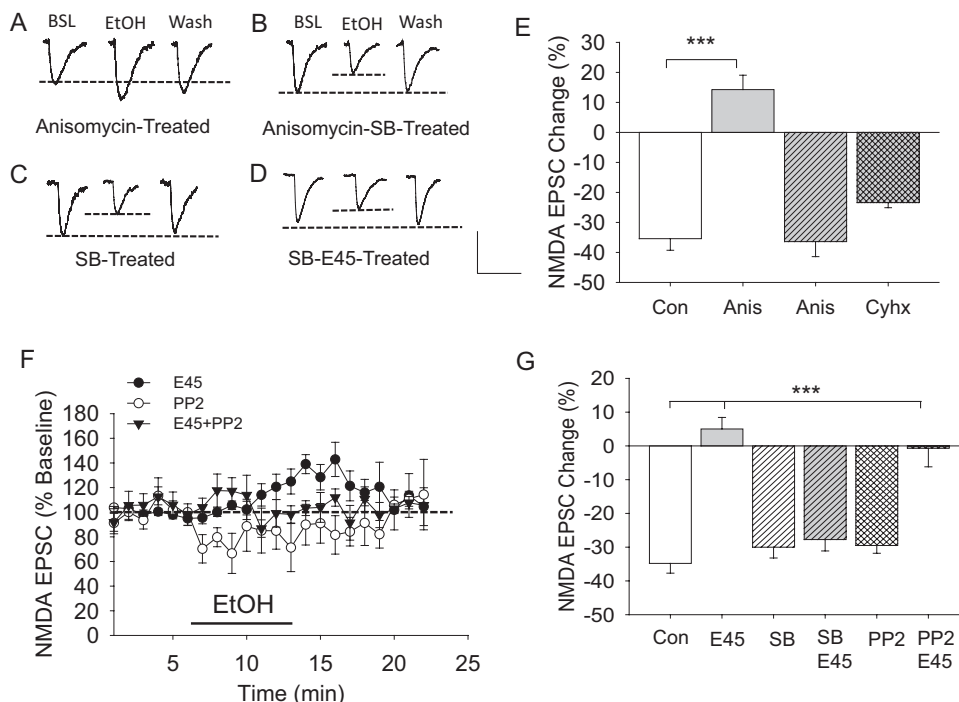 A
BSL EtOH Wash
Anisomycin-Treated
B
BSL EtOH Wash
Anisomycin-SB-Treated
C
SB-Treated
D
SB-E45-Treated
E
NMDA EPSC Change (%)
30
20
10
0
-10
-20
-30
-40
-50
***
Con Anis Anis Cyhx
F
E45
PP2
E45+PP2
NMDA EPSC (% Baseline)
180
160
140
120
100
80
60
40
20
0
EtOH
5 10 15 20 25
Time (min)
G
NMDA EPSC Change (%)
20
10
0
-10
-20
-30
-40
-50
***
Con E45 SB SB E45 PP2 PP2 E45